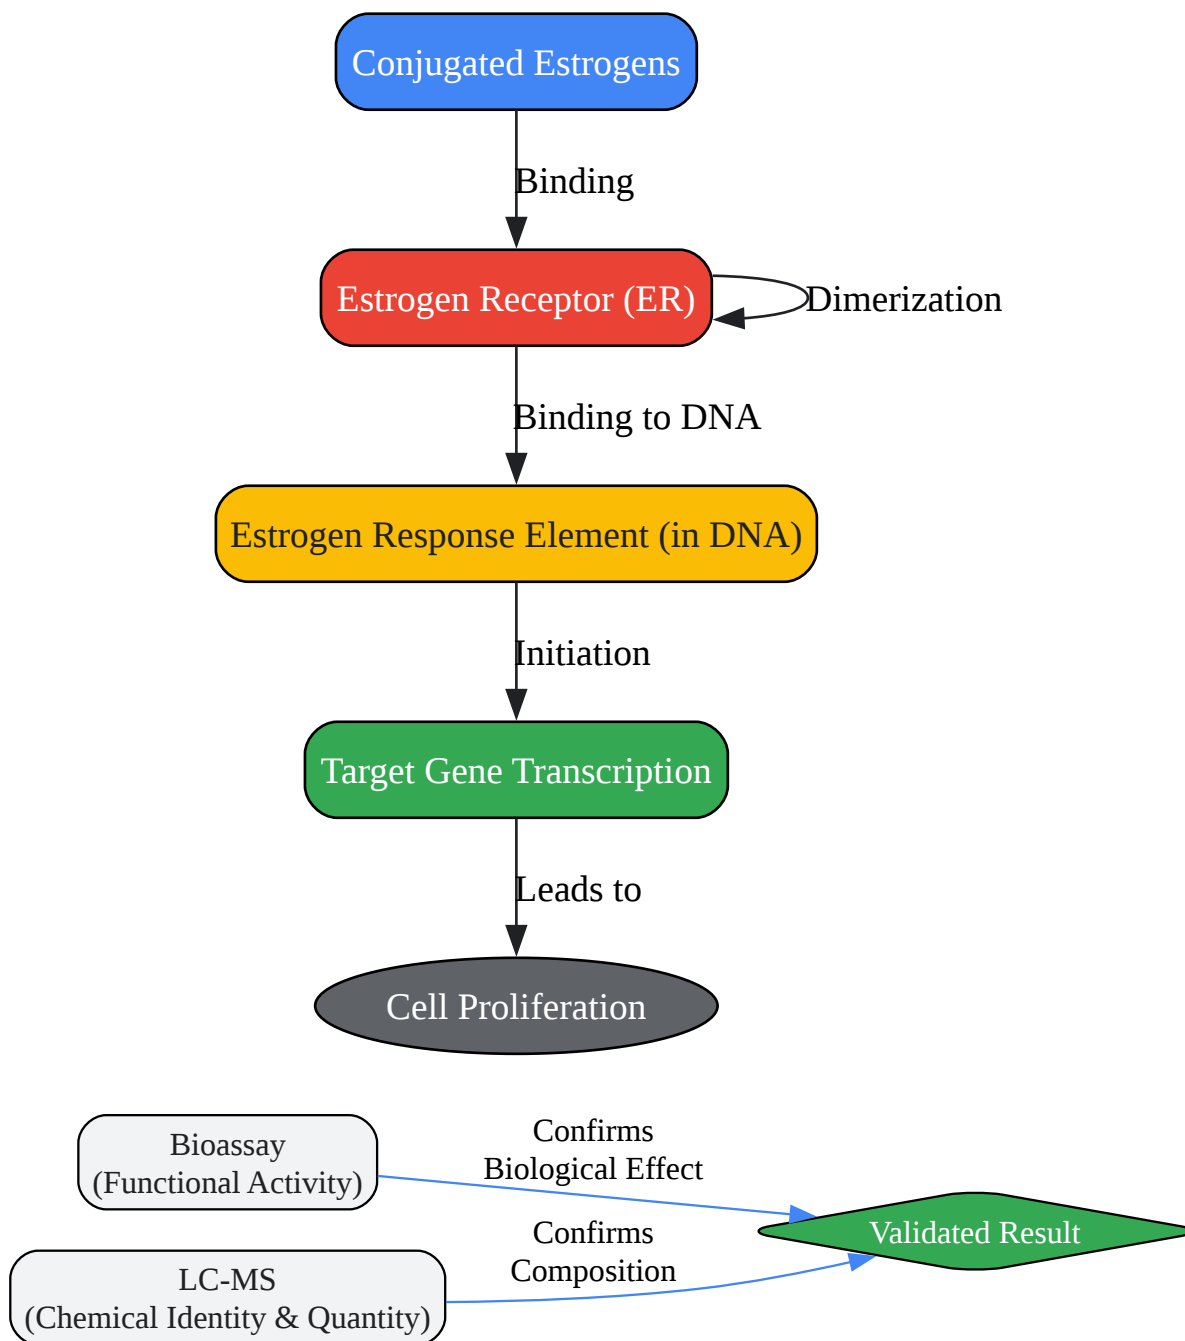 Conjugated Estrogens
Binding
Estrogen Receptor (ER)
Dimerization
Binding to DNA
Estrogen Response Element (in DNA)
Initiation
Target Gene Transcription
Leads to
Cell Proliferation
Bioassay
(Functional Activity)
Confirms
Biological Effect
Validated Result
Confirms
Composition
LC-MS
(Chemical Identity & Quantity)